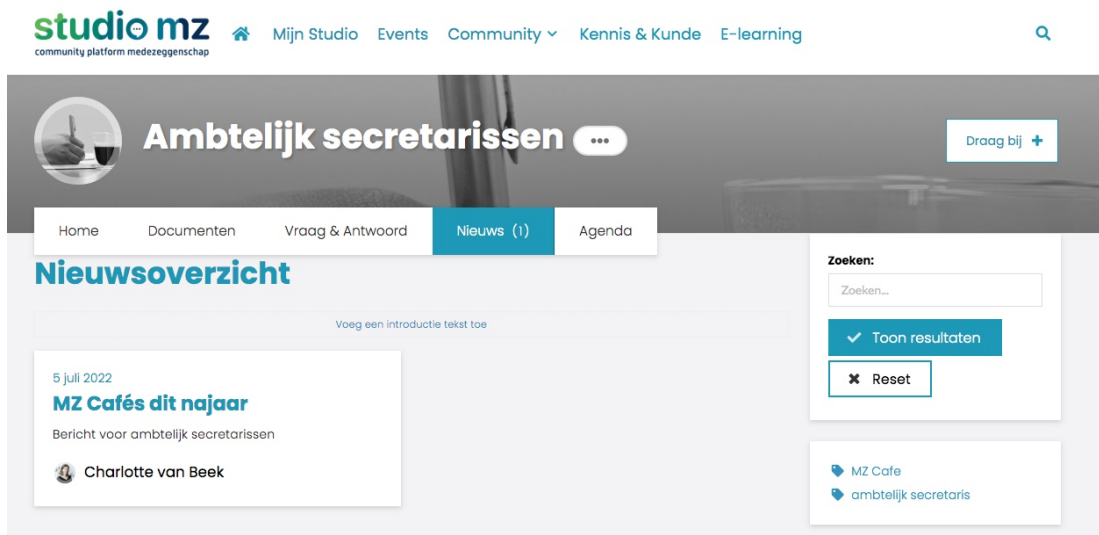 studio mz
community platform medezeggenschap
Mijn Studio Events Community Kennis & Kunde E-learning
Ambtelijk secretarissen
Draag bij
Home Documenten Vraag & Antwoord Nieuws (1) Agenda
Nieuwsoverzicht
Voeg een introductie tekst toe
5 juli 2022
MZ Cafés dit najaar
Bericht voor ambtelijk secretarissen
Charlotte van Beek
Zoeken:
Zoeken...
Toon resultaten
Reset
MZ Cafe
ambtelijk secretaris